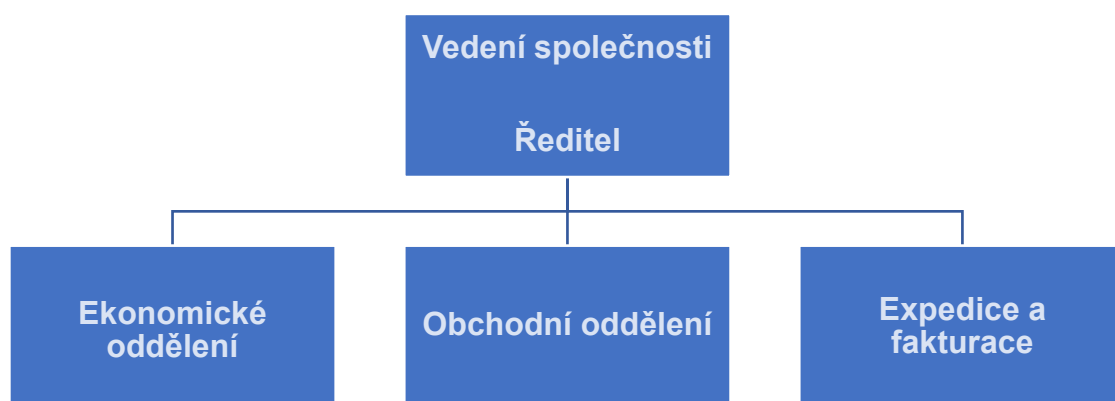 Vedení společnosti
Ředitel
Ekonomické
oddělení
Obchodní oddělení
Expedice a
fakturace